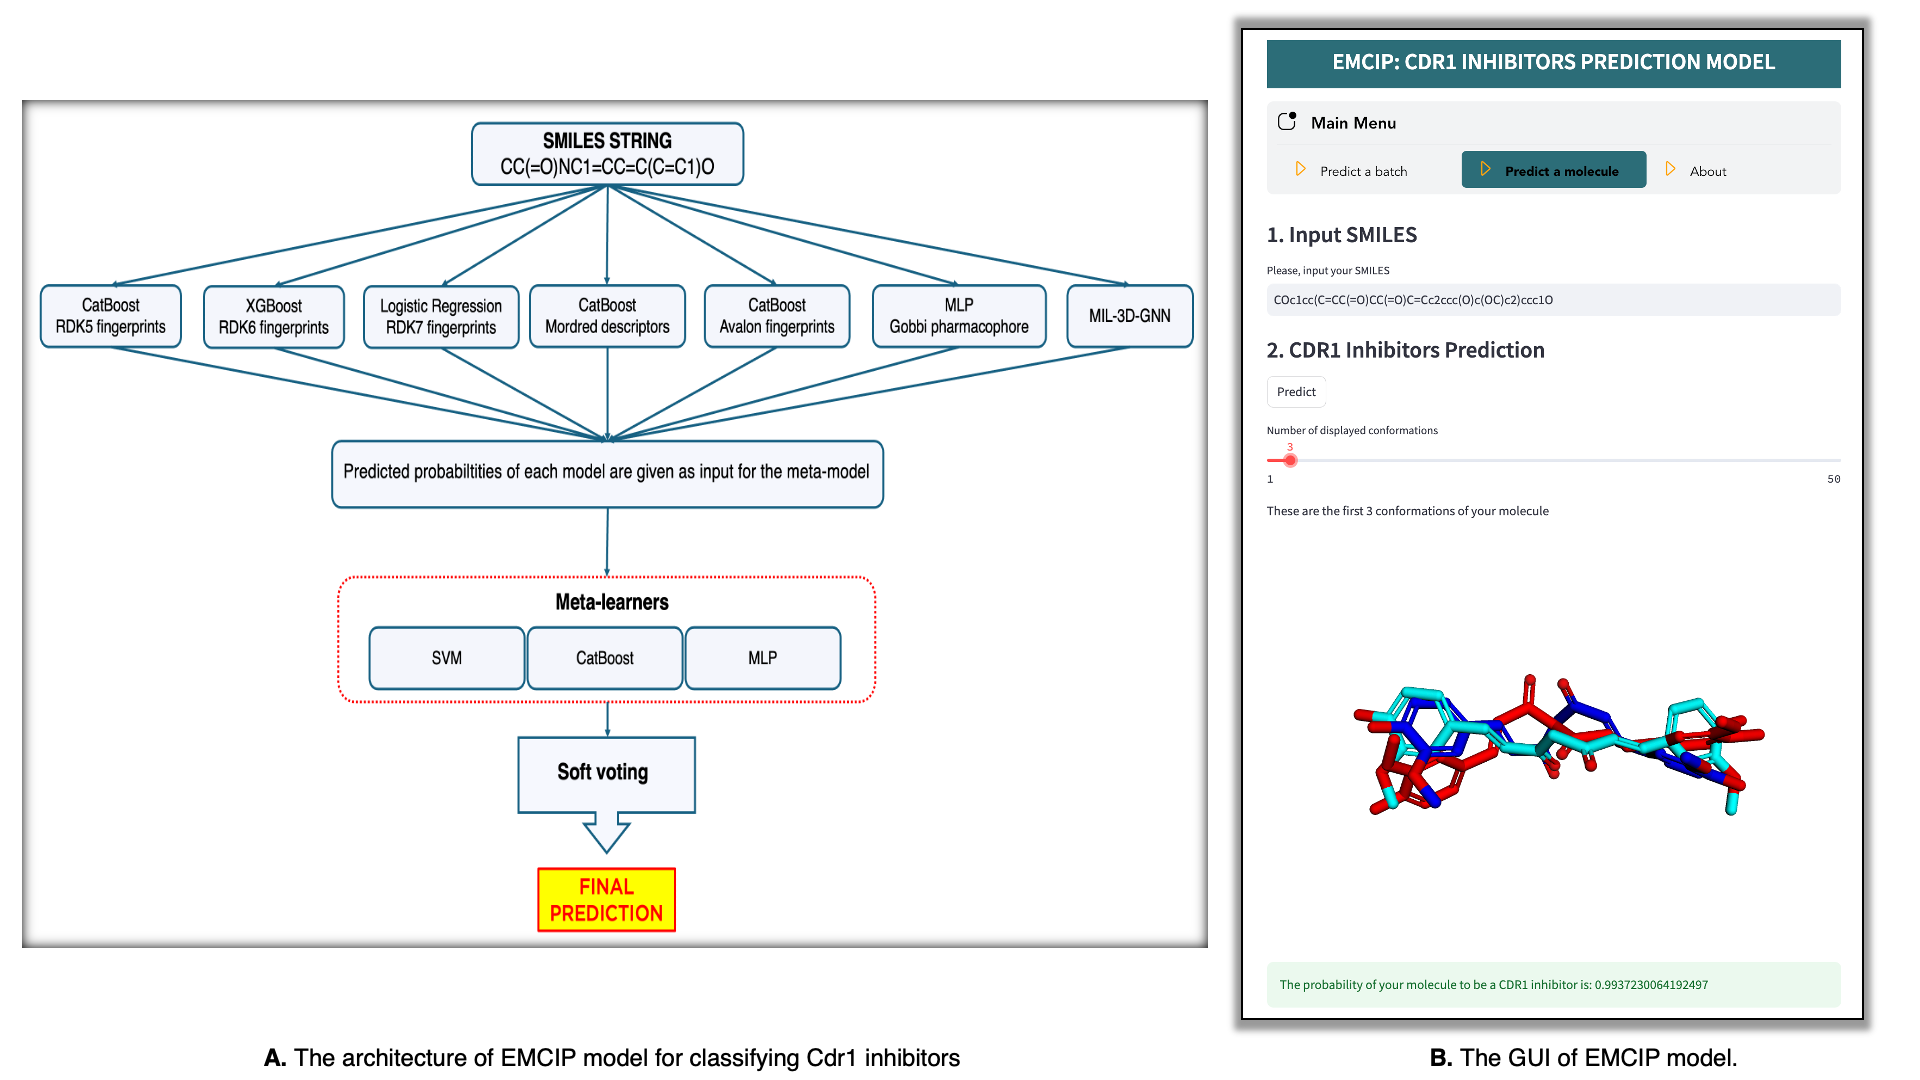 SMILES STRING
CC(=O)NC1=CC=C(C=C1)O
CatBoost
RDK5 fingerprints
XGBoost
RDK6 fingerprints
Logistic Regression
RDK7 fingerprints
CatBoost
Mordred descriptors
CatBoost
Avalon fingerprints
MLP
Gobbi pharmacophore
MIL-3D-GNN
Predicted probabiltities of each model are given as input for the meta-model
Meta-learners
SVM
CatBoost
MLP
Soft voting
FINAL
PREDICTION
A. The architecture of EMCIP model for classifying Cdr1 inhibitors
EMCIP: CDR1 INHIBITORS PREDICTION MODEL
Main Menu
Predict a batch
Predict a molecule
About
1. Input SMILES
Please, input your SMILES
COc1cc(C=CC(=O)CC(=O)C=Cc2ccc(O)c(OC)c2)ccc1O
2. CDR1 Inhibitors Prediction
Predict
Number of displayed conformations
3
1
50
These are the first 3 conformations of your molecule
The probability of your molecule to be a CDR1 inhibitor is: 0.9937230064192497
B. The GUI of EMCIP model.